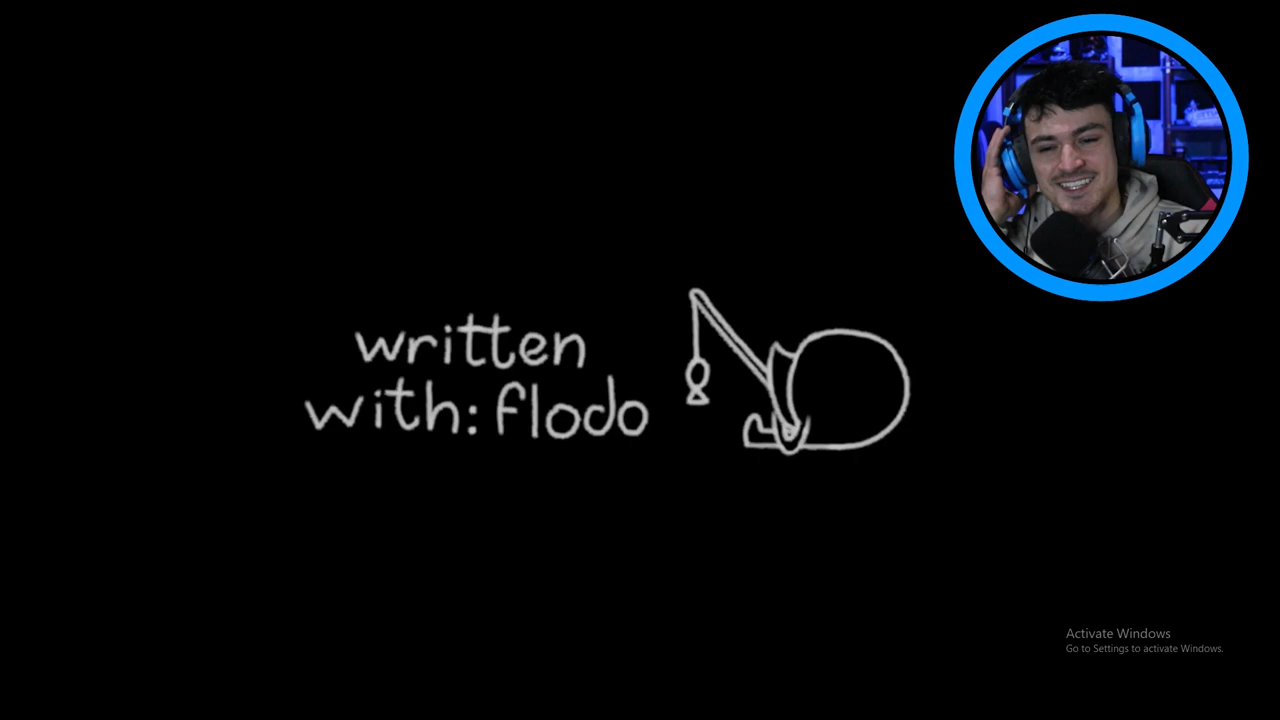 written
with: flodo
Activate Windows
Go to Settings to activate Windows.